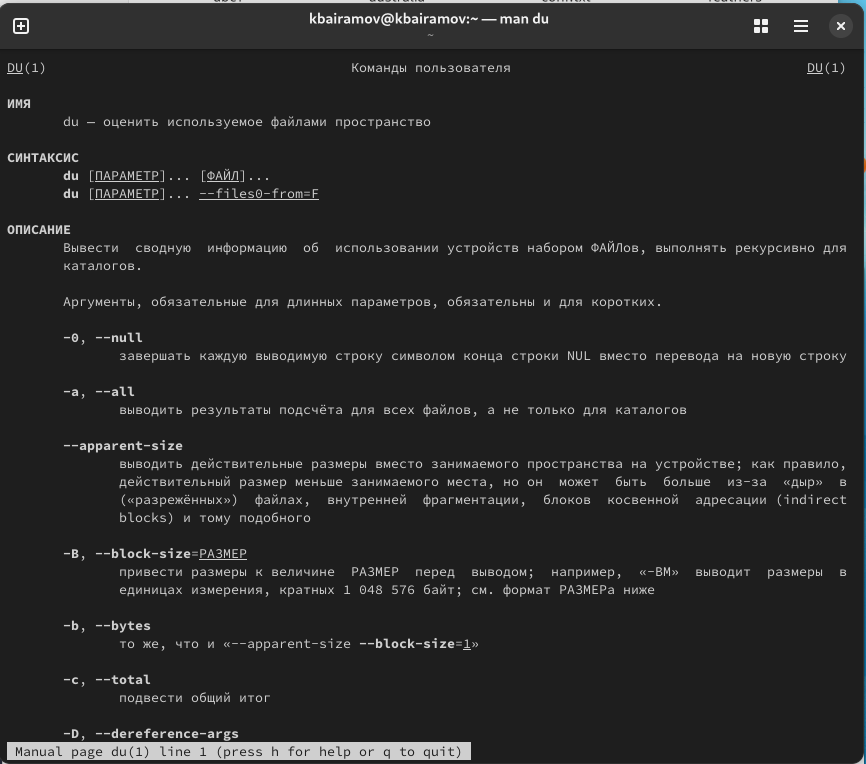 kbairamov@kbairamov:~ — man du
~
DU(1) Команды пользователя DU(1)
ИМЯ
du — оценить используемое файлами пространство
СИНТАКСИС
du [ПАРАМЕТР]... [ФАЙЛ]...
du [ПАРАМЕТР]... --files0-from=F
ОПИСАНИЕ
Вывести сводную информацию об использовании устройств набором ФАЙЛов, выполнять рекурсивно для
каталогов.
Аргументы, обязательные для длинных параметров, обязательны и для коротких.
-0, --null
завершать каждую выводимую строку символом конца строки NUL вместо перевода на новую строку
-a, --all
выводить результаты подсчёта для всех файлов, а не только для каталогов
--apparent-size
выводить действительные размеры вместо занимаемого пространства на устройстве; как правило,
действительный размер меньше занимаемого места, но он может быть больше из-за «дыр» в
(«разрежённых») файлах, внутренней фрагментации, блоков косвенной адресации (indirect
blocks) и тому подобного
-B, --block-size=РАЗМЕР
привести размеры к величине РАЗМЕР перед выводом; например, «-BM» выводит размеры в
единицах измерения, кратных 1 048 576 байт; см. формат РАЗМЕРа ниже
-b, --bytes
то же, что и «--apparent-size --block-size=1»
-c, --total
подвести общий итог
-D, --dereference-args
Manual page du(1) line 1 (press h for help or q to quit)